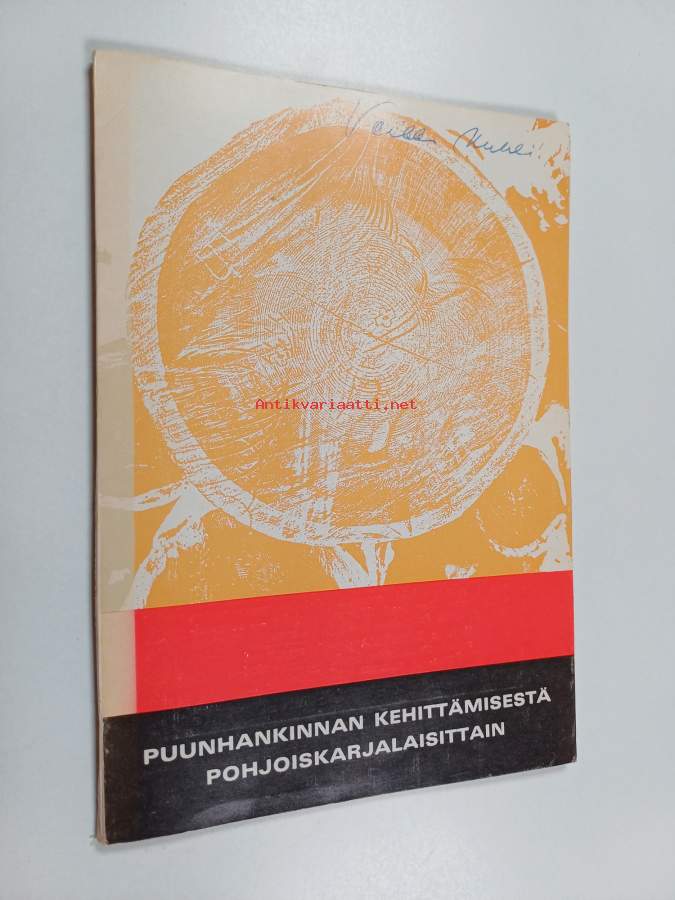 Antikvariaatti.net
PUUNHANKINNAN KEHITTÄMISESTÄ
POHJOISKARJALAISITTAIN